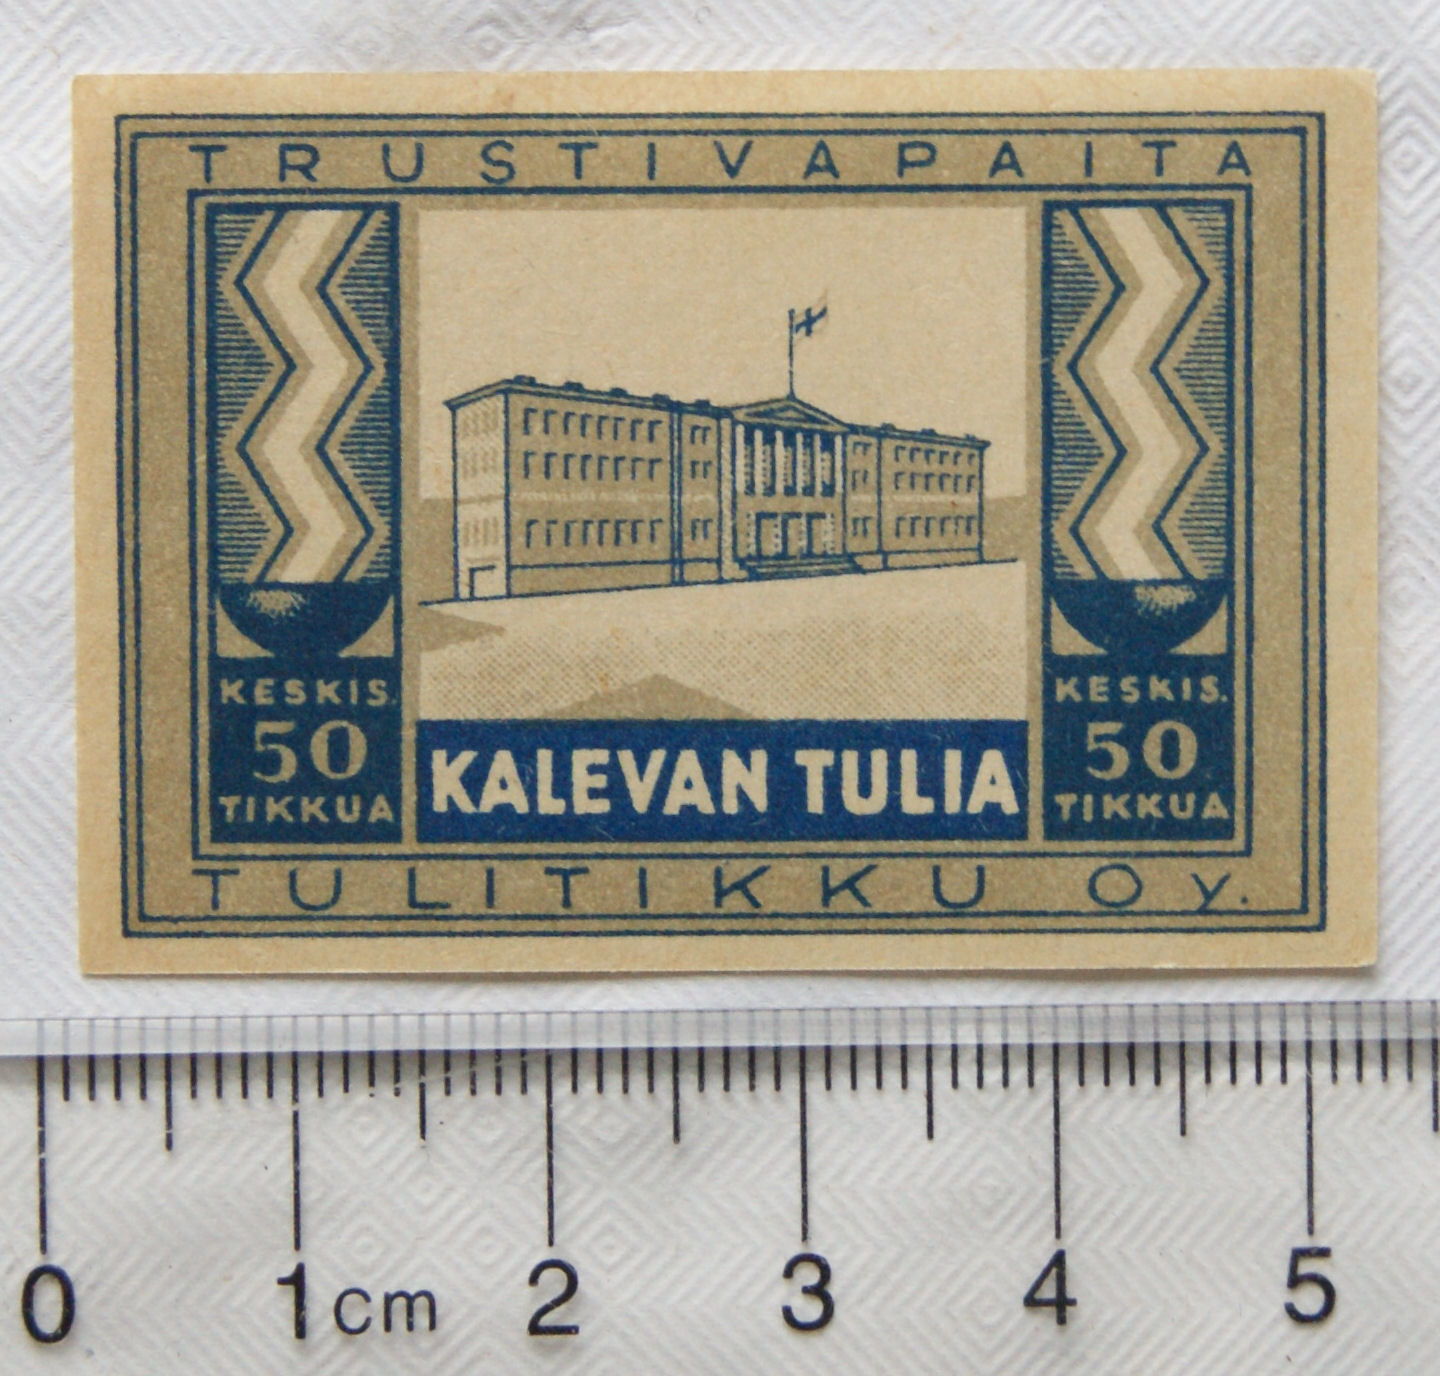 TRUSTIVAPAITA
KESKIS.
50
TIKKUA
KALEVAN TULIA
KESKIS.
50
TIKKUA
TULITIKKU Oy.
0 1cm 2 3 4 5